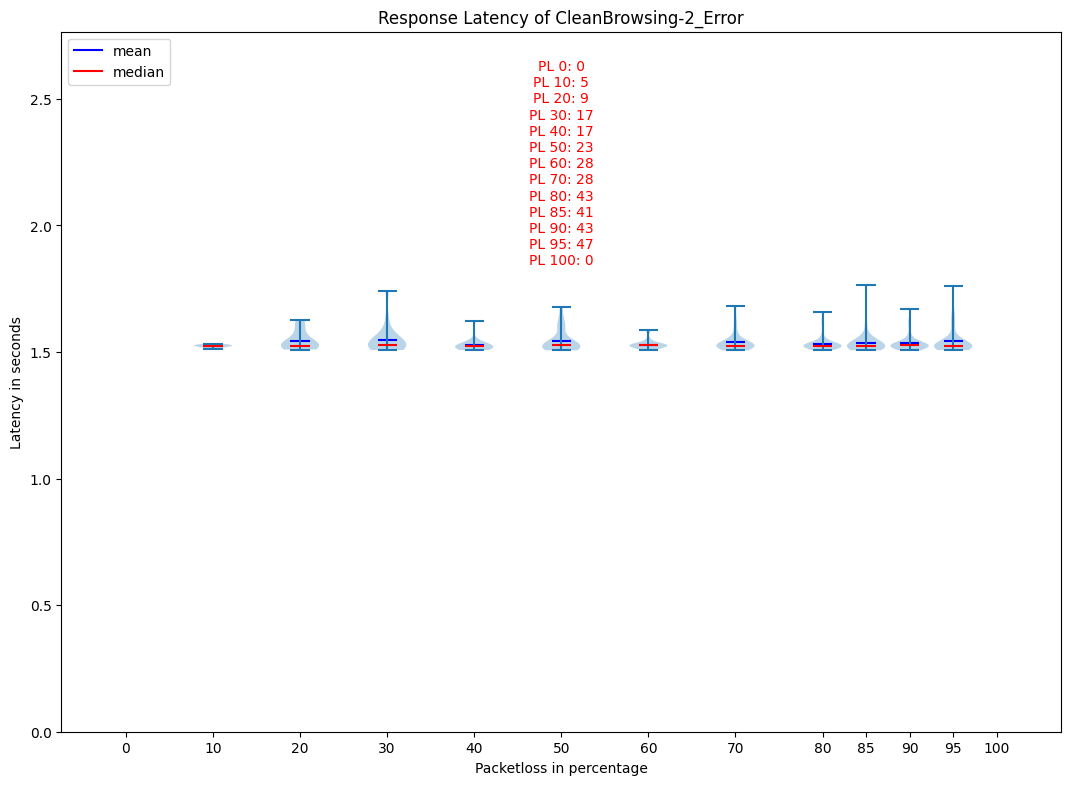 Response Latency of CleanBrowsing-2_Error
mean
median
PL 0: 0
PL 10: 5
PL 20: 9
PL 30: 17
PL 40: 17
PL 50: 23
PL 60: 28
PL 70: 28
PL 80: 43
PL 85: 41
PL 90: 43
PL 95: 47
PL 100: 0
2.5
2.0
1.5
1.0
0.5
0.0
Latency in seconds
0 10 20 30 40 50 60 70 80 85 90 95 100
Packetloss in percentage